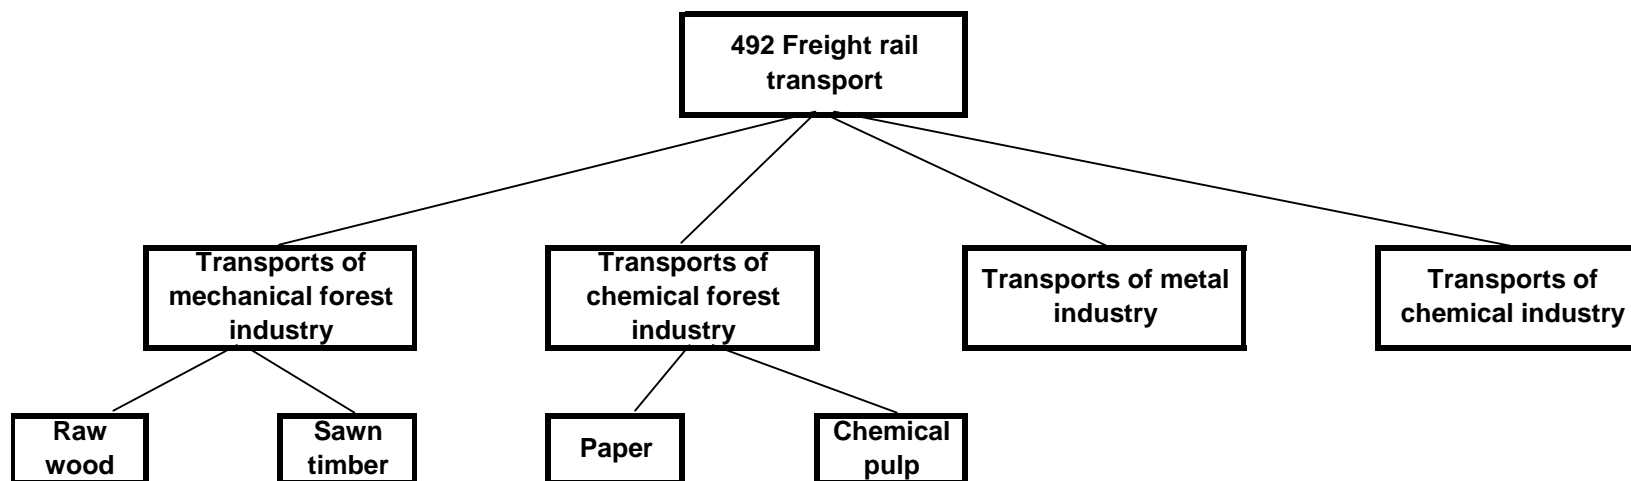 492 Freight rail
transport
Transports of
mechanical forest
industry
Transports of
chemical forest
industry
Transports of metal
industry
Transports of
chemical industry
Raw
wood
Sawn
timber
Paper
Chemical
pulp